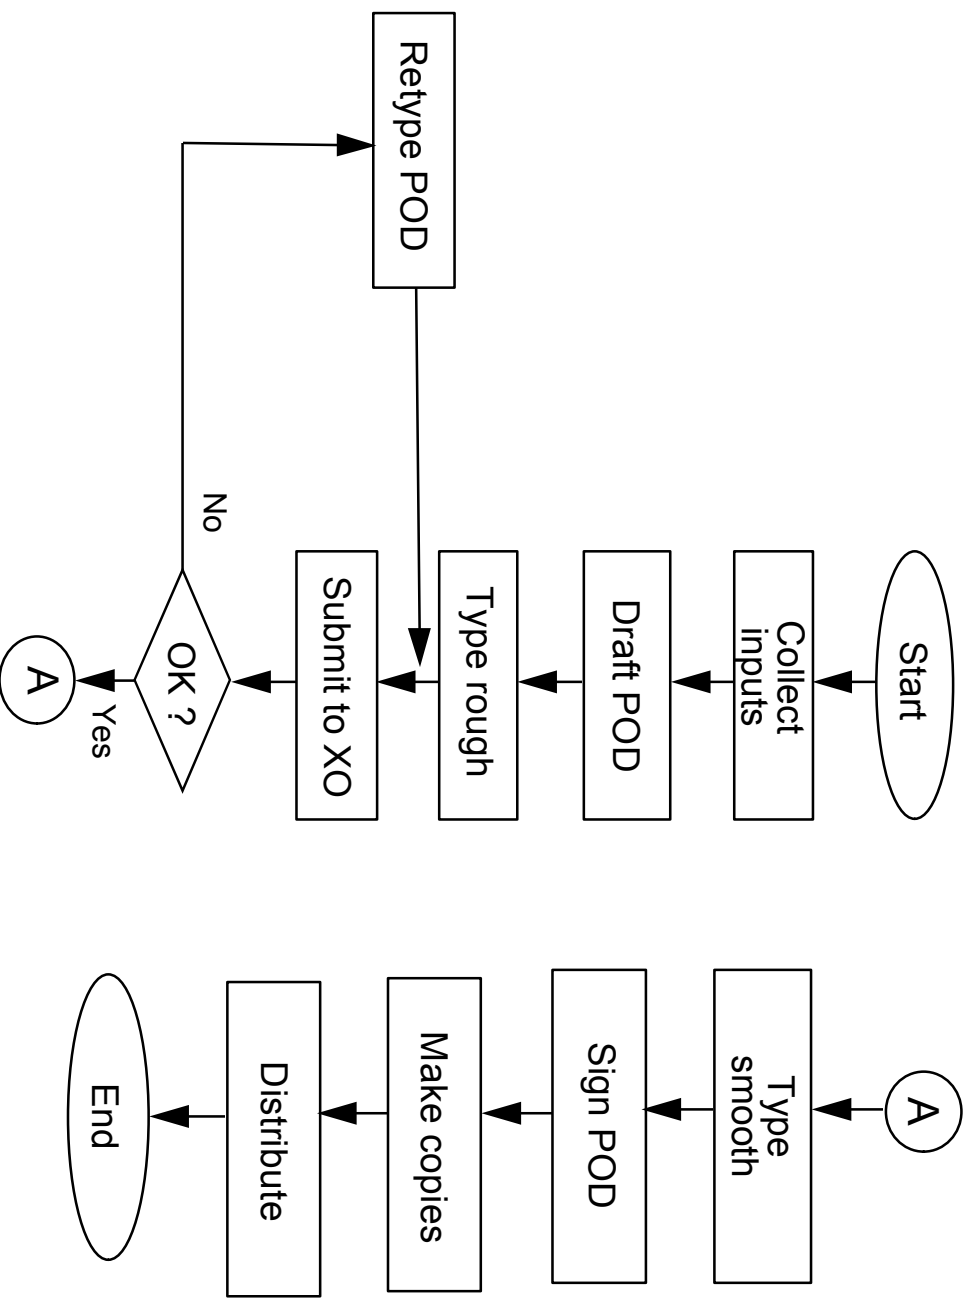 Start
Collect
inputs
Draft POD
Type rough
Submit to XO
OK ?
No
Yes
A
Retype POD
A
Type
smooth
Sign POD
Make copies
Distribute
End